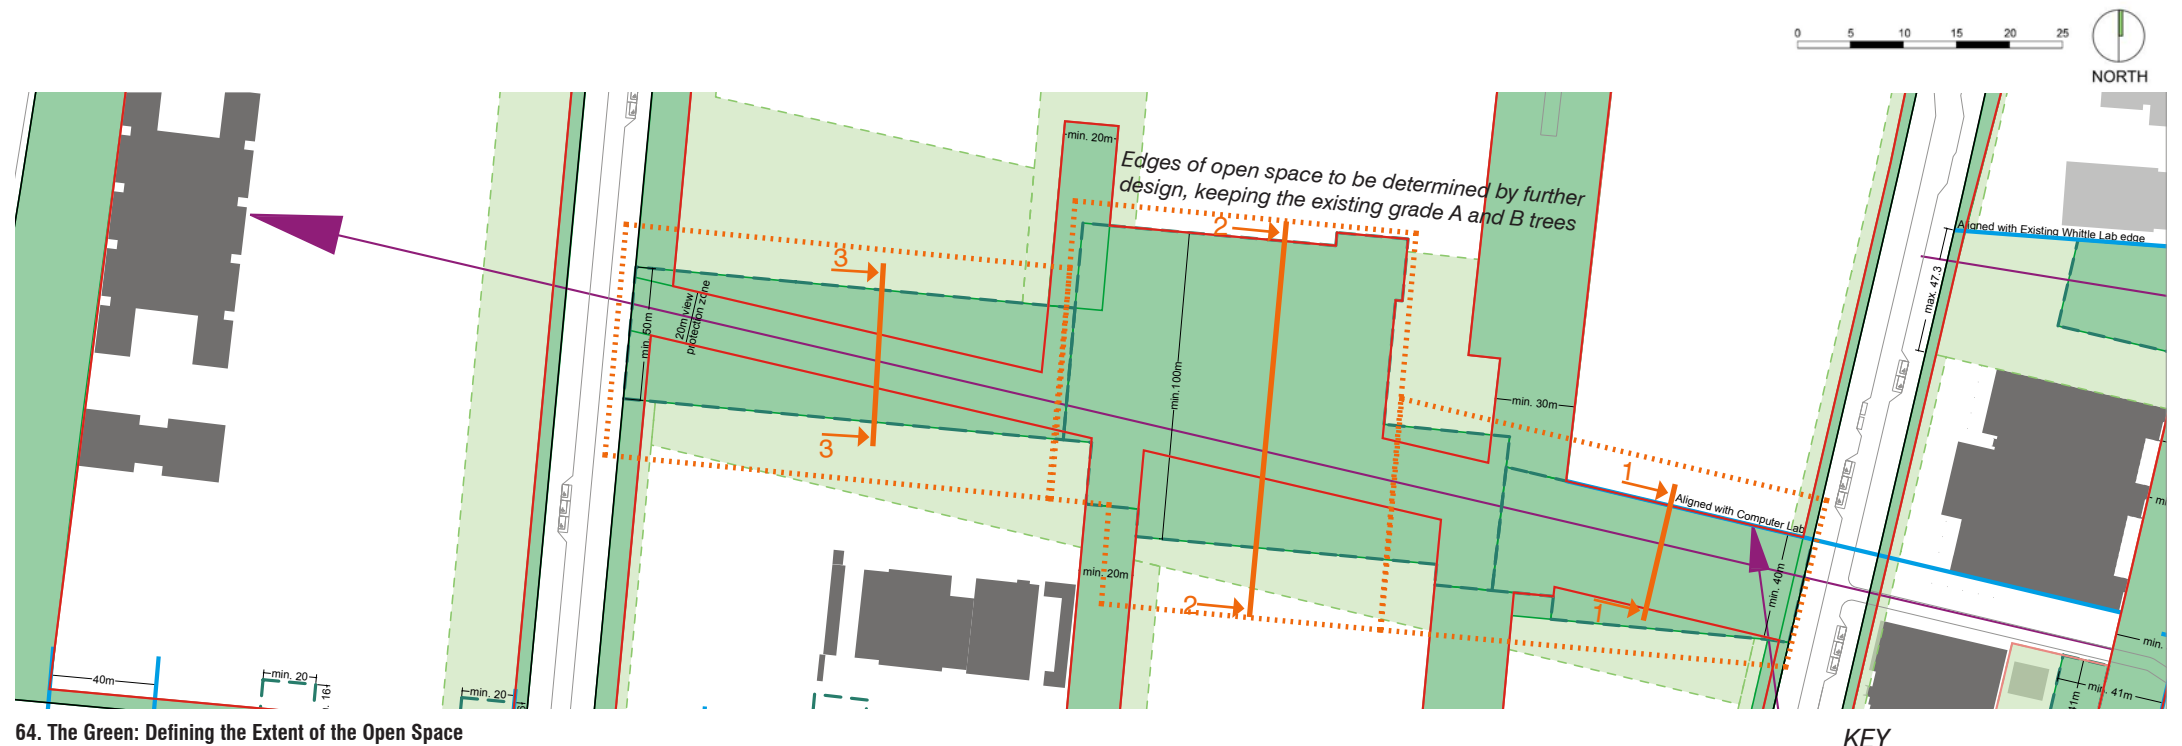 0 5 10 15 20 25
NORTH
min. 20m
Edges of open space to be determined by further
design, keeping the existing grade A and B trees
2
3
Aligned with Existing Whittle Lab edge
max. 47.3
min. 50m
20m view
protection zone
min.100m
min. 30m
3
1
Aligned with Computer Lab
min. 20m
min. 40m
2
1
min.
40m
min. 20
min. 20
min. 41m
41m
64. The Green: Defining the Extent of the Open Space
KEY